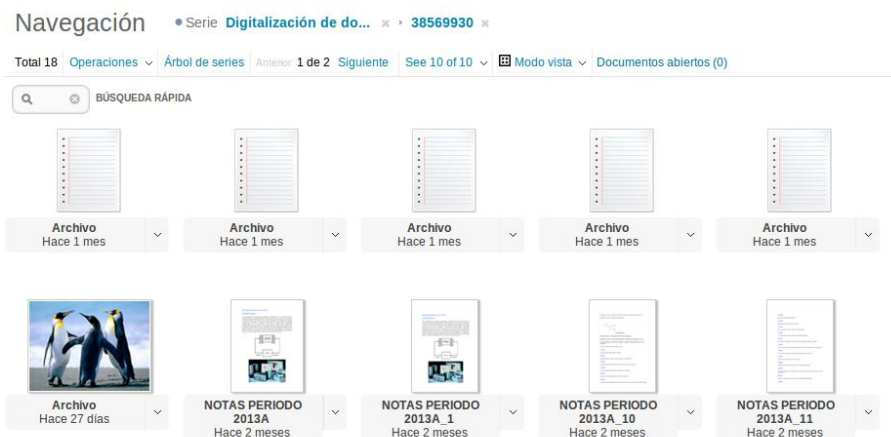 Navegación
Serie Digitalización de do... × › 38569930 ×
Total 18 Operaciones Árbol de series Anterior 1 de 2 Siguiente See 10 of 10 Modo vista Documentos abiertos (0)
BÚSQUEDA RÁPIDA
Archivo Archivo Archivo Archivo Archivo
Hace 1 mes Hace 1 mes Hace 1 mes Hace 1 mes Hace 1 mes
Archivo NOTAS PERIODO NOTAS PERIODO NOTAS PERIODO NOTAS PERIODO
Hace 27 días 2013A 2013A_1 2013A_10 2013A_11
Hace 2 meses Hace 2 meses Hace 2 meses Hace 2 meses